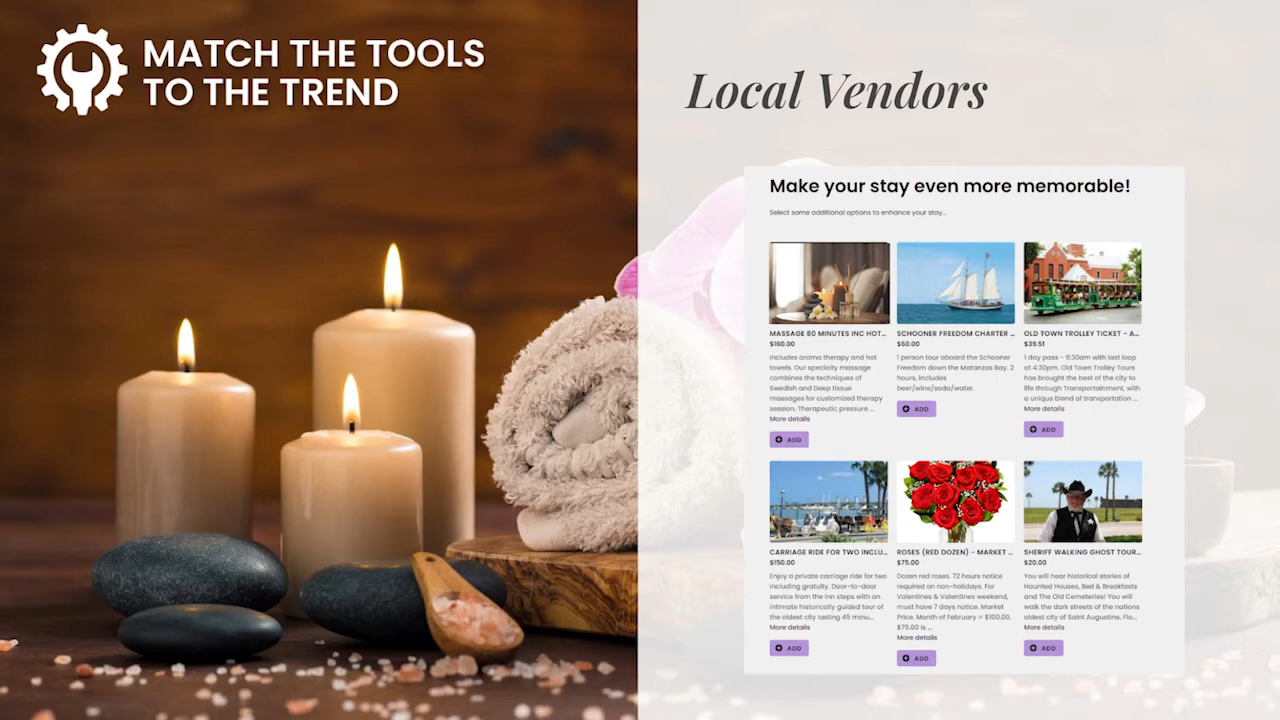 MATCH THE TOOLS
TO THE TREND
Local Vendors
Make your stay even more memorable!
Select some additional options to enhance your stay...
MASSAGE 80 MINUTES INC HOT...
$160.00
Includes aroma therapy and hot
towels. Our specialty massage
combines the techniques of
Swedish and Deep tissue
massages for customized therapy
session. Therapeutic pressure ...
More details
ADD
SCHOONER FREEDOM CHARTER ...
$60.00
1 person tour aboard the Schooner
Freedom down the Matanzas Bay. 2
hours, includes
beer/wine/soda/water.
ADD
OLD TOWN TROLLEY TICKET - A...
$39.51
1 day pass - 9:30am with last loop
at 4:30pm. Old Town Trolley Tours
has brought the best of the city to
life through Transportainment, with
a unique blend of transportation ...
More details
ADD
CARRIAGE RIDE FOR TWO INCLU...
$150.00
Enjoy a private carriage ride for two
including gratuity. Door-to-door
service from the inn steps with an
intimate historically guided tour of
the oldest city lasting 45 minu...
More details
ADD
ROSES (RED DOZEN) - MARKET ...
$75.00
Dozen red roses. 72 hours notice
required on non-holidays. For
Valentines & Valentines weekend,
must have 7 days notice. Market
Price. Month of February = $100.00.
$75.00 is ...
More details
ADD
SHERIFF WALKING GHOST TOUR...
$20.00
You will hear historical stories of
Haunted Houses, Bed & Breakfasts
and The Old Cemeteries! You will
walk the dark streets of the nations
oldest city of Saint Augustine, Flo...
More details
ADD